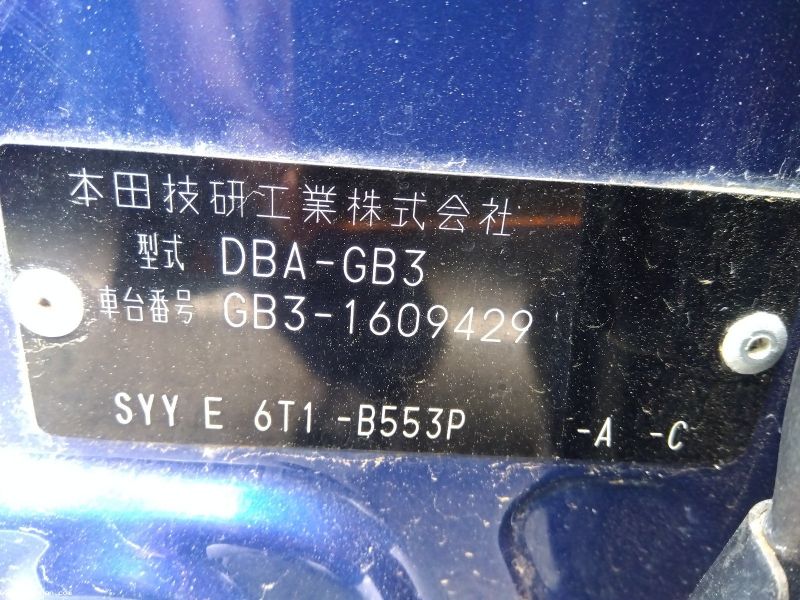 本田技研工業株式会社
型式 DBA-GB3
車台番号 GB3-1609429
SYY E 6T1 -B553P -A -C